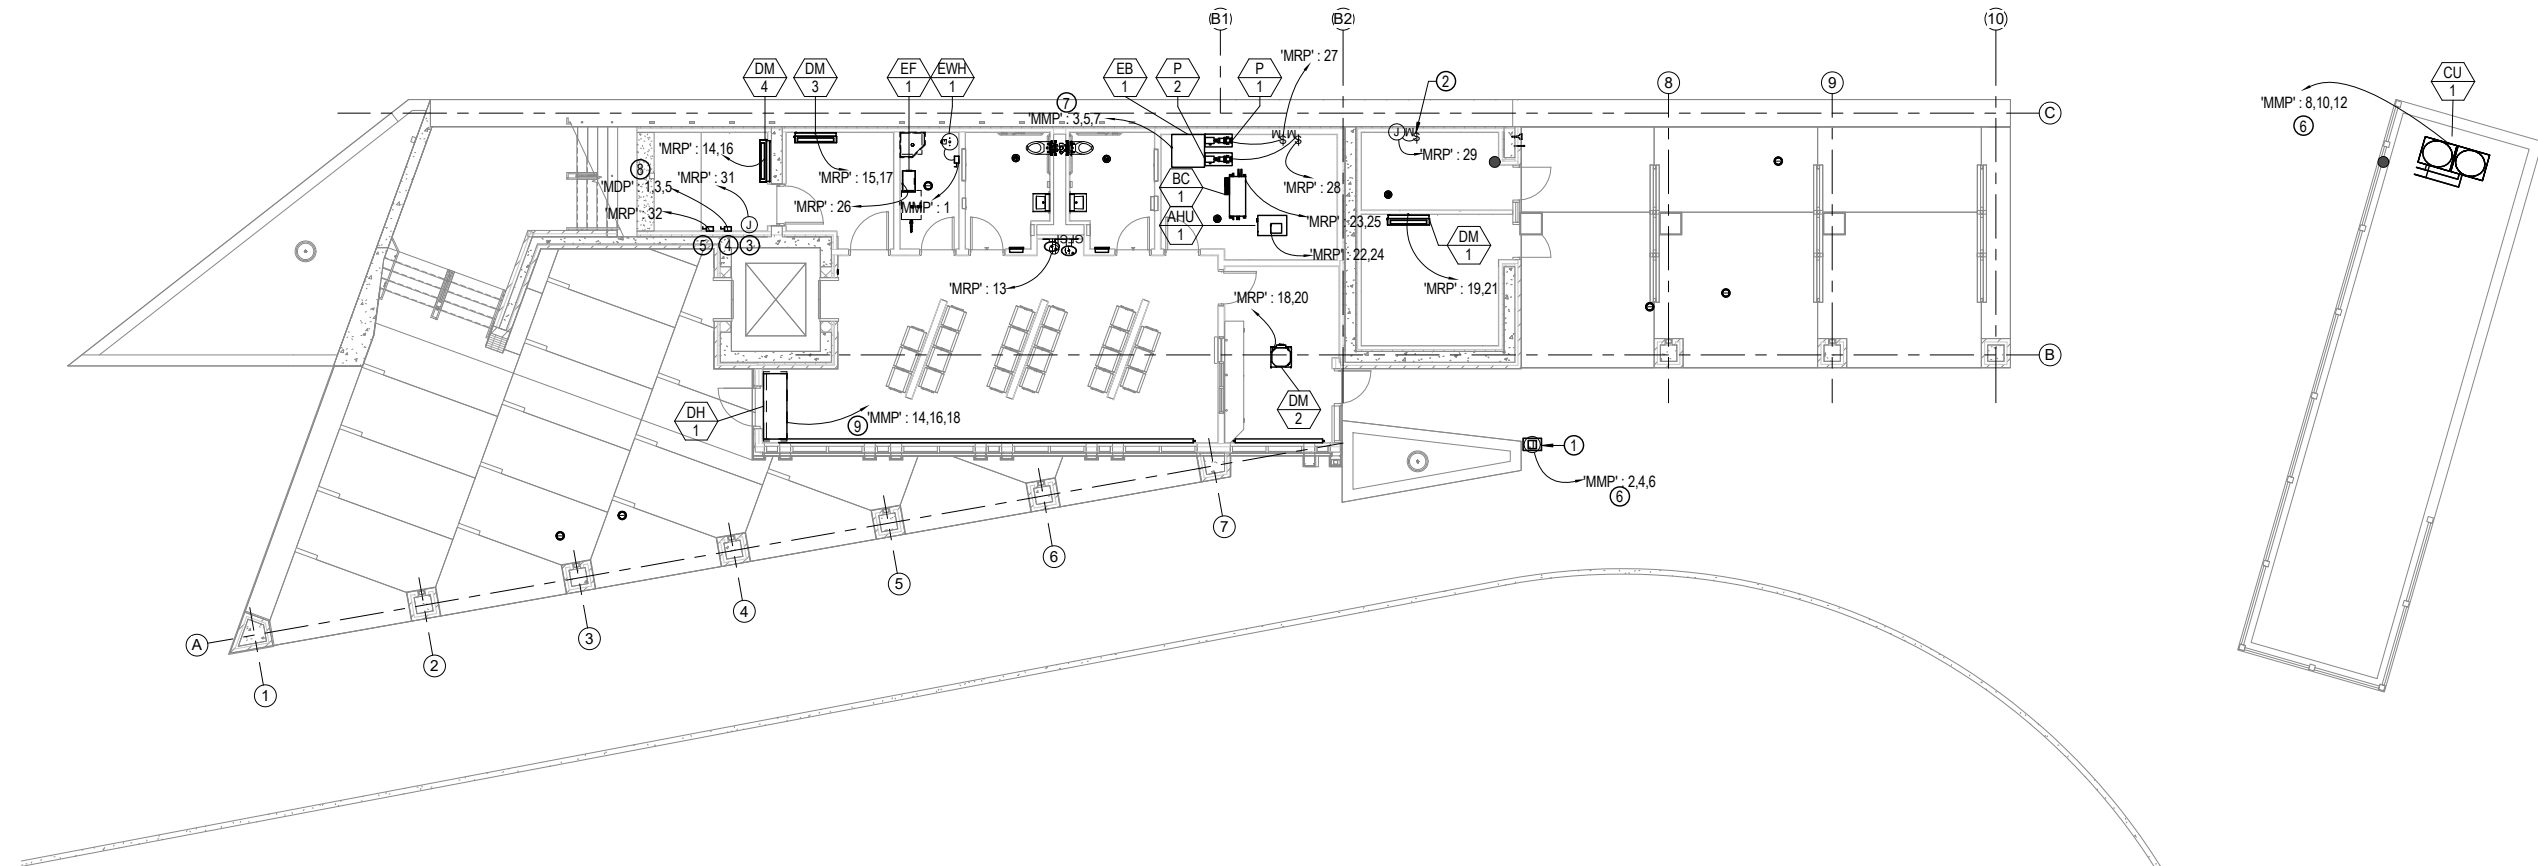 (B1)
(B2)
(10)
'MRP' : 27
DM
4
DM
3
EF
1
EWH
1
EB
1
P
2
P
1
2
8
9
CU
1
'MMP' : 8,10,12
6
C
7
'MMP' : 3,5,7
M
M
J
M
'MRP' : 29
'MRP' : 14,16
8
'MRP' : 31
'MDP' : 1,3,5
'MRP' : 32
'MRP' : 15,17
'MRP' : 26
'MMP' : 1
BC
1
AHU
1
'MRP' : 28
'MRP' : 23,25
'MRP' : 22,24
J
5
4
3
DM
1
'MRP' : 19,21
'MRP' : 13
'MRP' : 18,20
B
DH
1
9
'MMP' : 14,16,18
DM
2
1
'MMP' : 2,4,6
6
7
6
5
4
3
2
1
A